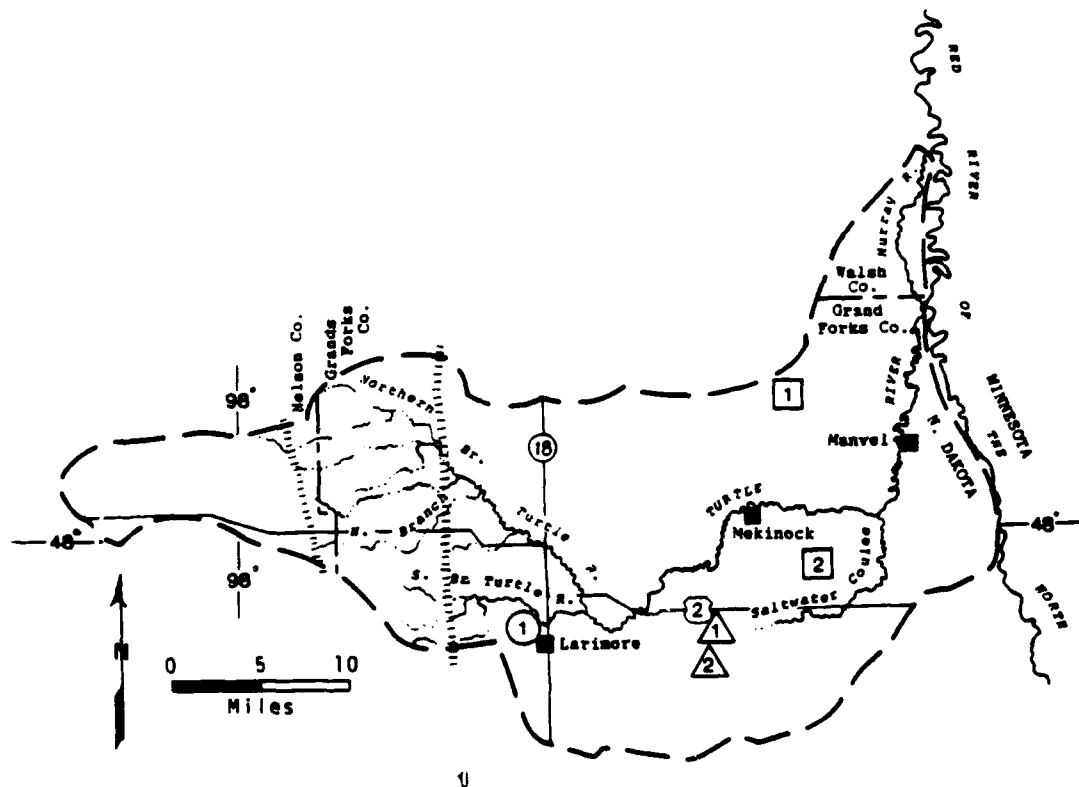 RED
RIVER
OF
THE
NORTH
Murray R.
Walsh
Co.
Grand
Forks Co.
Nelson Co.
Grands
Forks
Co.
98°
Northern
Br.
18
1
RIVER
Manvel
MINNESOTA
N. DAKOTA
TURTLE
Mekinock
48°
N. Branch
Turtle
R.
48°
2
Saltwater Coulee
98°
S. Br. Turtle R.
2
1
1
Larimore
2
N
0 5 10
Miles